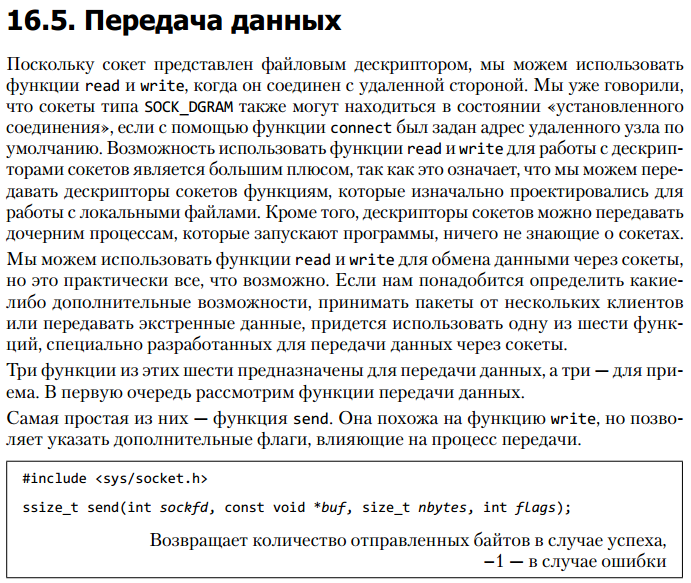 16.5. Передача данных
Поскольку сокет представлен файловым дескриптором, мы можем использовать
функции read и write, когда он соединен с удаленной стороной. Мы уже говорили,
что сокеты типа SOCK_DGRAM также могут находиться в состоянии «установленного
соединения», если с помощью функции connect был задан адрес удаленного узла по
умолчанию. Возможность использовать функции read и write для работы с дескрип-
торами сокетов является большим плюсом, так как это означает, что мы можем пере-
давать дескрипторы сокетов функциям, которые изначально проектировались для
работы с локальными файлами. Кроме того, дескрипторы сокетов можно передавать
дочерним процессам, которые запускают программы, ничего не знающие о сокетах.
Мы можем использовать функции read и write для обмена данными через сокеты,
но это практически все, что возможно. Если нам понадобится определить какие-
либо дополнительные возможности, принимать пакеты от нескольких клиентов
или передавать экстренные данные, придется использовать одну из шести функ-
ций, специально разработанных для передачи данных через сокеты.
Три функции из этих шести предназначены для передачи данных, а три — для при-
ема. В первую очередь рассмотрим функции передачи данных.
Самая простая из них — функция send. Она похожа на функцию write, но позво-
ляет указать дополнительные флаги, влияющие на процесс передачи.
#include <sys/socket.h>
ssize_t send(int sockfd, const void *buf, size_t nbytes, int flags);
Возвращает количество отправленных байтов в случае успеха,
−1 — в случае ошибки